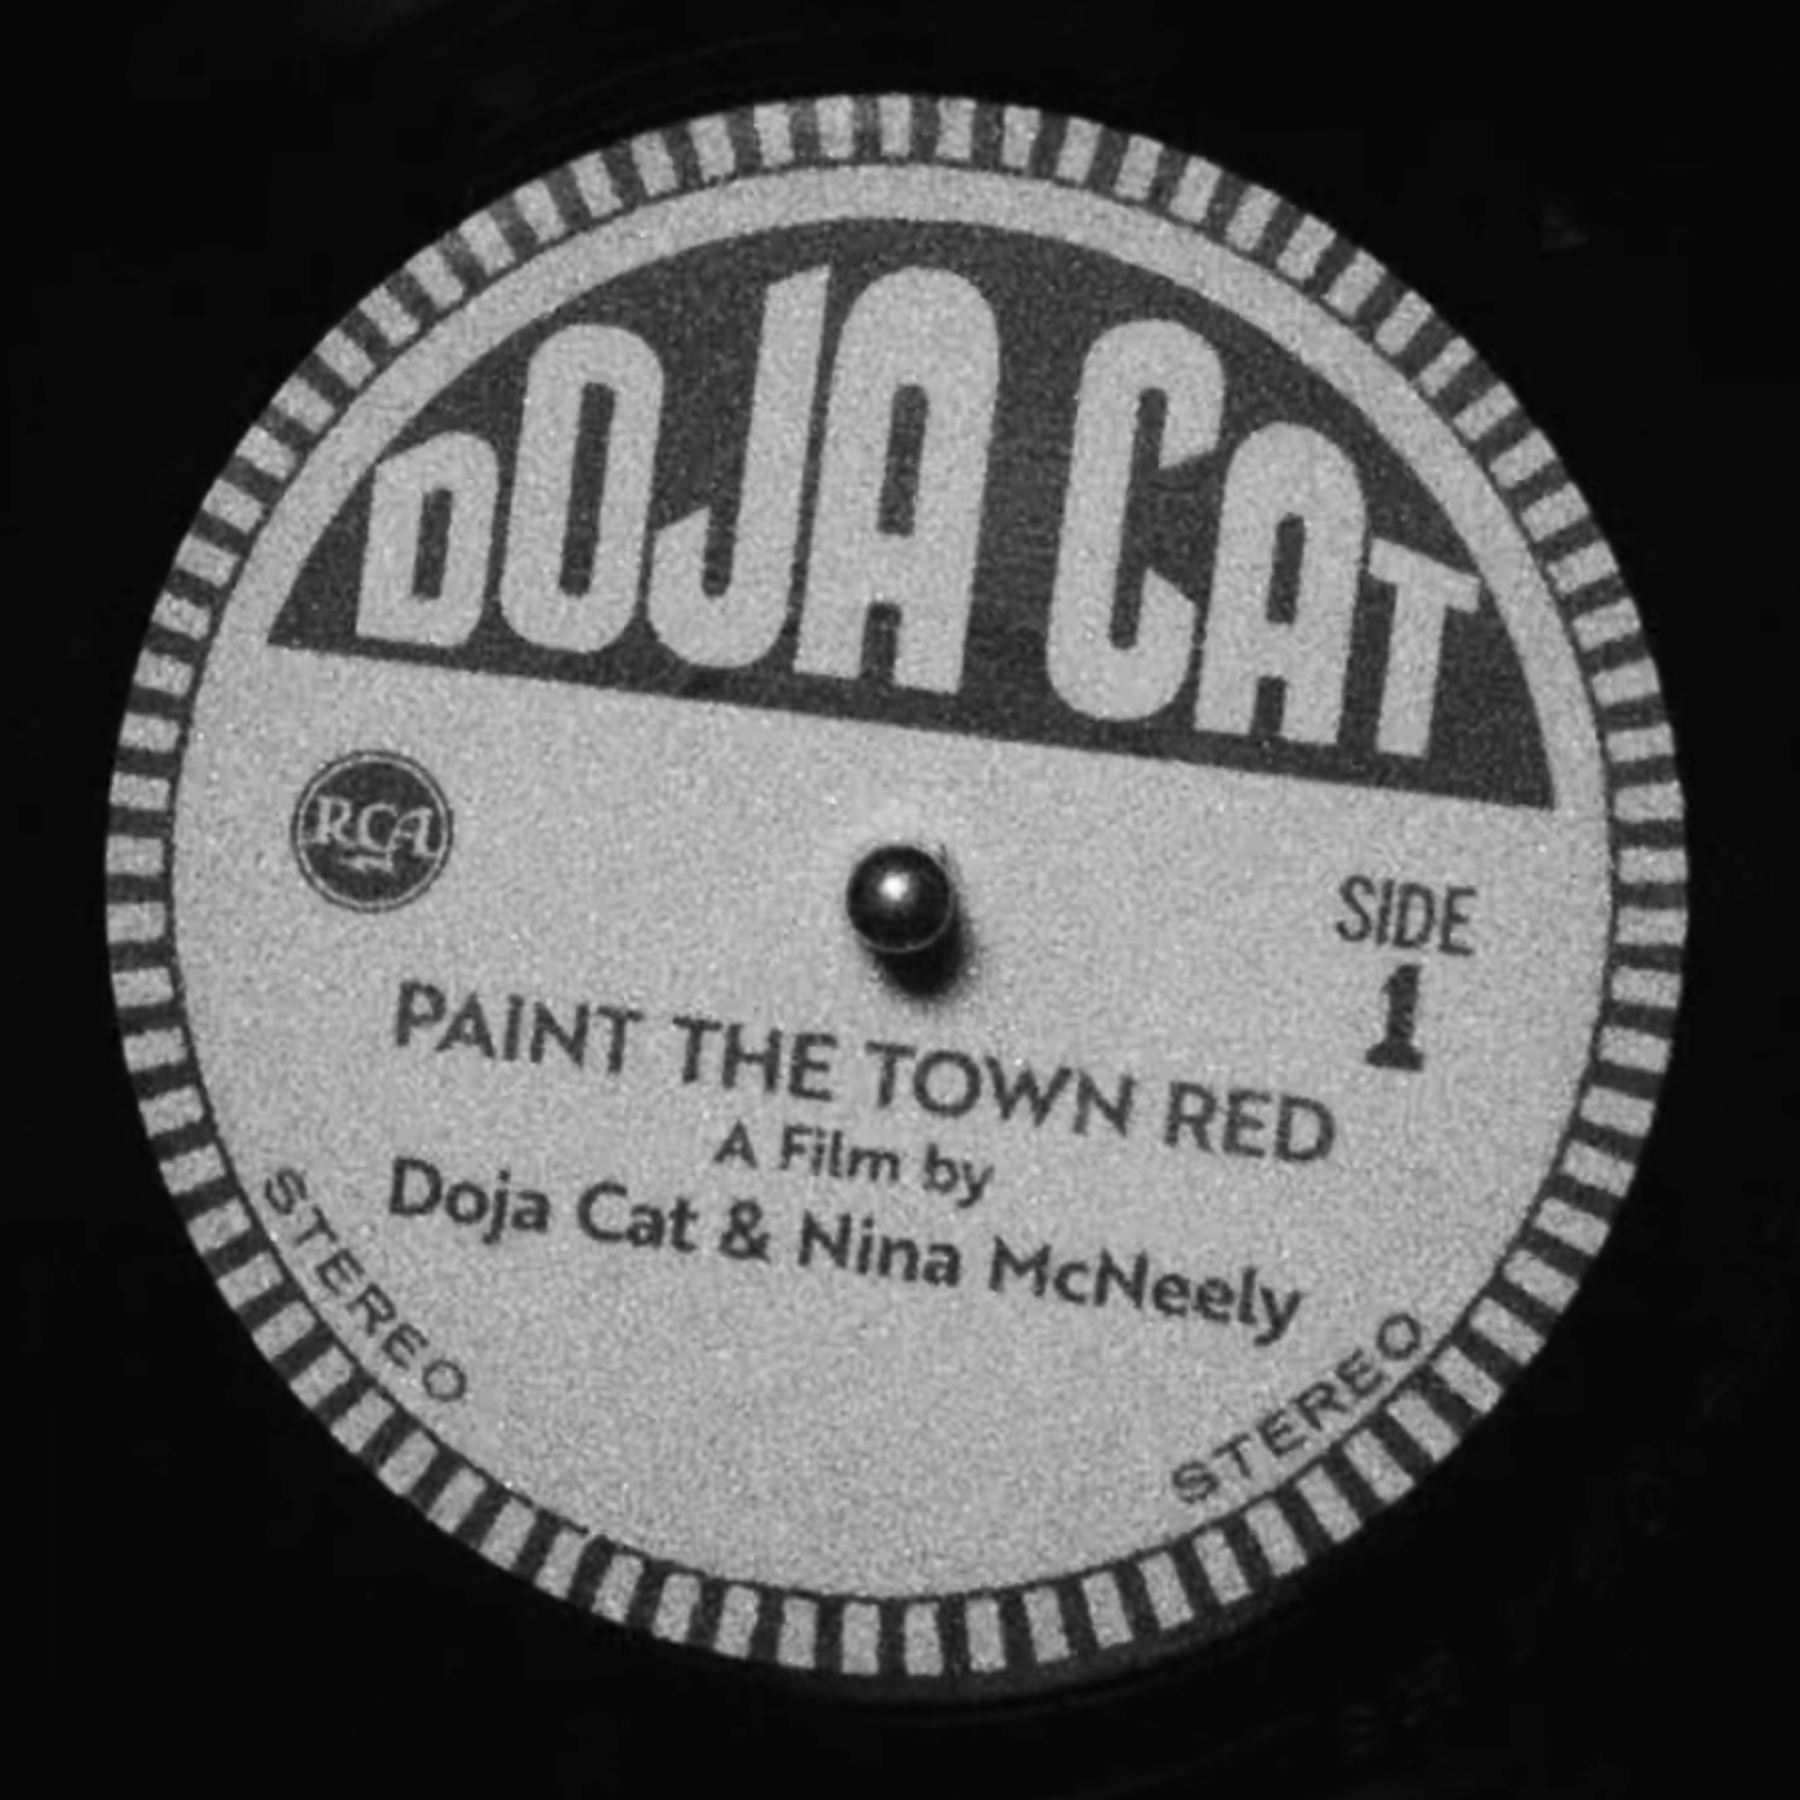 DOJA CAT
RCA
SIDE
1
PAINT THE TOWN RED
A Film by
Doja Cat & Nina McNeely
STEREO
STEREO